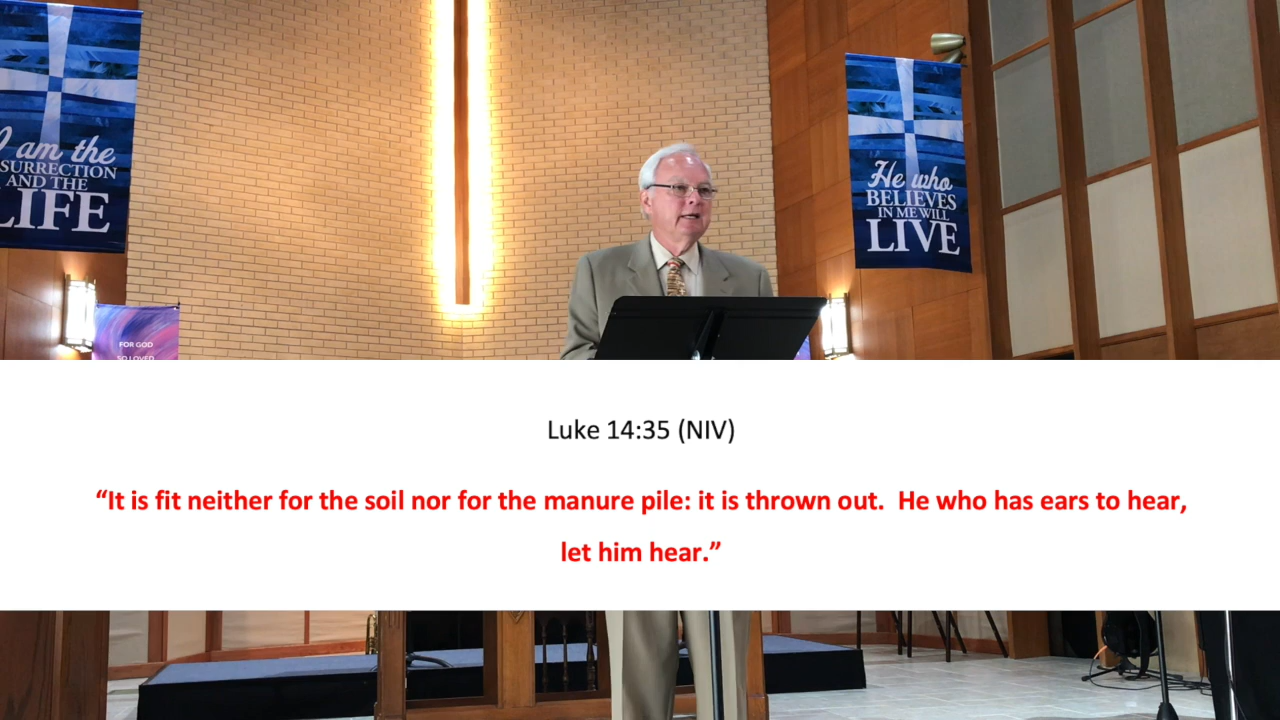 I am the
SURRECTION
AND THE
LIFE
He who
BELIEVES
IN ME WILL
LIVE
FOR GOD
SO LOVED
Luke 14:35 (NIV)
“It is fit neither for the soil nor for the manure pile: it is thrown out.  He who has ears to hear,
let him hear.”